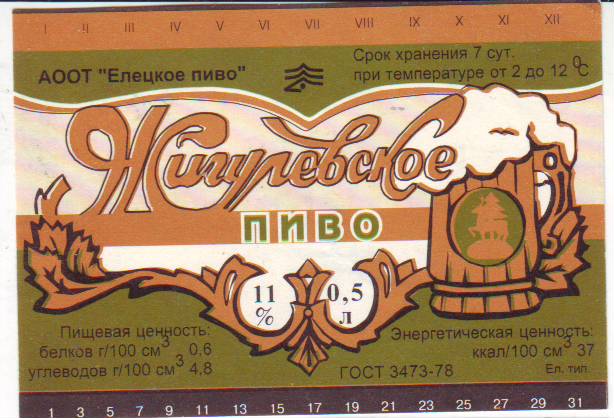 I II III IV V VI VII VIII IX X XI XII
АООТ "Елецкое пиво"
Срок хранения 7 сут.
при температуре от 2 до 12 °С
Жигулевское
ПИВО
11 %
0,5 л
Пищевая ценность:
белков г/100 см³ 0,6
углеводов г/100 см³ 4,8
Энергетическая ценность:
ккал/100 см³ 37
ГОСТ 3473-78
Ел. тип.
1 3 5 7 9 11 13 15 17 19 21 23 25 27 29 31